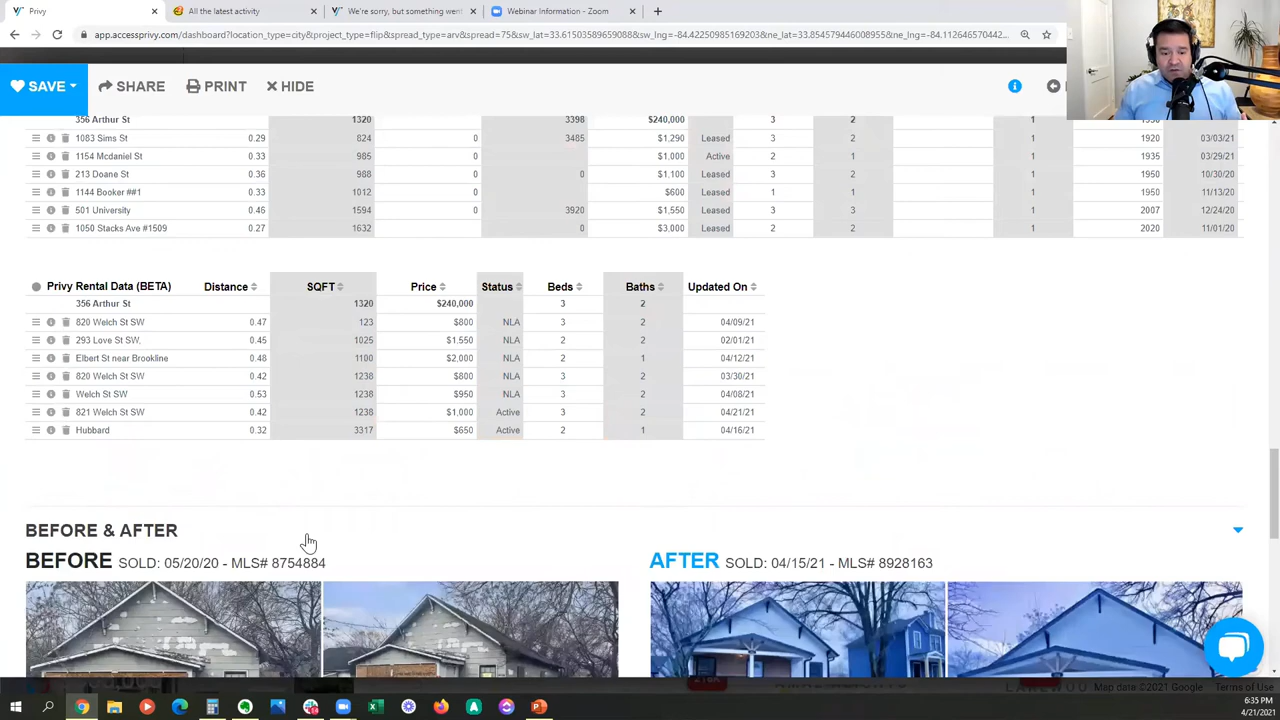 Privy
All the latest activity
We're sorry, but something went
Webinar Information - Zoom
app.accessprivy.com/dashboard?location_type=city&project_type=flip&spread_type=arv&spread=75&sw_lat=33.615035896590888&sw_lng=-84.42250985169203&ne_lat=33.854579446008955&ne_lng=-84.112646570442...
SAVE SHARE PRINT HIDE
356 Arthur St 1320 3398 $240,000 3 2 1 1930
1083 Sims St 0.29 824 0 3485 $1,290 Leased 3 2 1 1920 03/03/21
1154 Mcdaniel St 0.33 985 $1,000 Active 2 1 1 1935 03/29/21
213 Doane St 0.36 988 0 $1,100 Leased 3 2 1 1950 10/30/20
1144 Booker ##1 0.33 1012 0 $600 Leased 1 1 1 1950 11/13/20
501 University 0.46 1594 0 3920 $1,550 Leased 3 3 1 2007 12/24/20
1050 Stacks Ave #1509 0.27 1632 0 $3,000 Leased 2 2 1 2020 11/01/20
Privy Rental Data (BETA) Distance SQFT Price Status Beds Baths Updated On
356 Arthur St 1320 $240,000 3 2
820 Welch St SW 0.47 123 $800 NLA 3 2 04/09/21
293 Love St SW, 0.45 1025 $1,550 NLA 2 2 02/01/21
Elbert St near Brookline 0.48 1100 $2,000 NLA 2 1 04/12/21
820 Welch St SW 0.42 1238 $800 NLA 3 2 03/30/21
Welch St SW 0.53 1238 $950 NLA 3 2 04/08/21
821 Welch St SW 0.42 1238 $1,000 Active 3 2 04/21/21
Hubbard 0.32 3317 $650 Active 2 1 04/16/21
BEFORE & AFTER
BEFORE SOLD: 05/20/20 - MLS# 8754884
AFTER SOLD: 04/15/21 - MLS# 8928163
Map data ©2021 Google Terms of Use
6:35 PM
4/21/2021